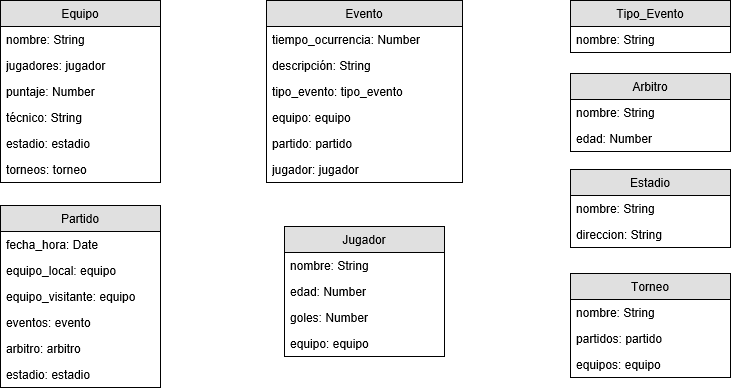 Equipo
nombre: String
jugadores: jugador
puntaje: Number
técnico: String
estadio: estadio
torneos: torneo
Partido
fecha_hora: Date
equipo_local: equipo
equipo_visitante: equipo
eventos: evento
arbitro: arbitro
estadio: estadio
Evento
tiempo_ocurrencia: Number
descripción: String
tipo_evento: tipo_evento
equipo: equipo
partido: partido
jugador: jugador
Jugador
nombre: String
edad: Number
goles: Number
equipo: equipo
Tipo_Evento
nombre: String
Arbitro
nombre: String
edad: Number
Estadio
nombre: String
direccion: String
Torneo
nombre: String
partidos: partido
equipos: equipo